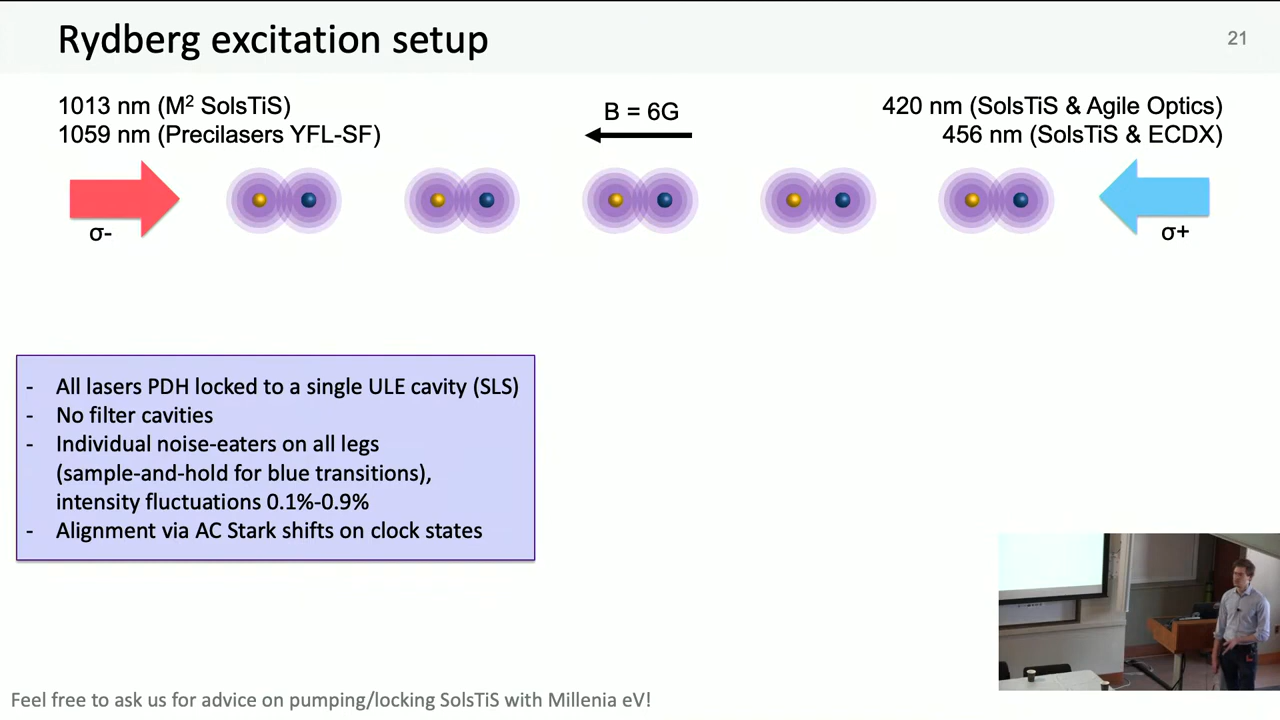 Rydberg excitation setup
21
1013 nm (M² SolsTiS)
1059 nm (Precilasers YFL-SF)
B = 6G
420 nm (SolsTiS & Agile Optics)
456 nm (SolsTiS & ECDX)
σ-
σ+
- All lasers PDH locked to a single ULE cavity (SLS)
- No filter cavities
- Individual noise-eaters on all legs
(sample-and-hold for blue transitions),
intensity fluctuations 0.1%-0.9%
- Alignment via AC Stark shifts on clock states
Feel free to ask us for advice on pumping/locking SolsTiS with Millenia eV!